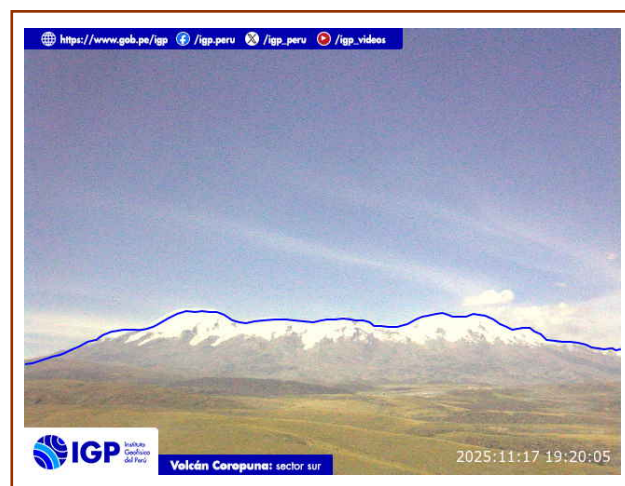 https://www.gob.pe/igp /igp.peru /igp_peru /igp_videos
IGP
Instituto
Geofísico
del Perú
Volcán Coropuna: sector sur
2025:11:17 19:20:05